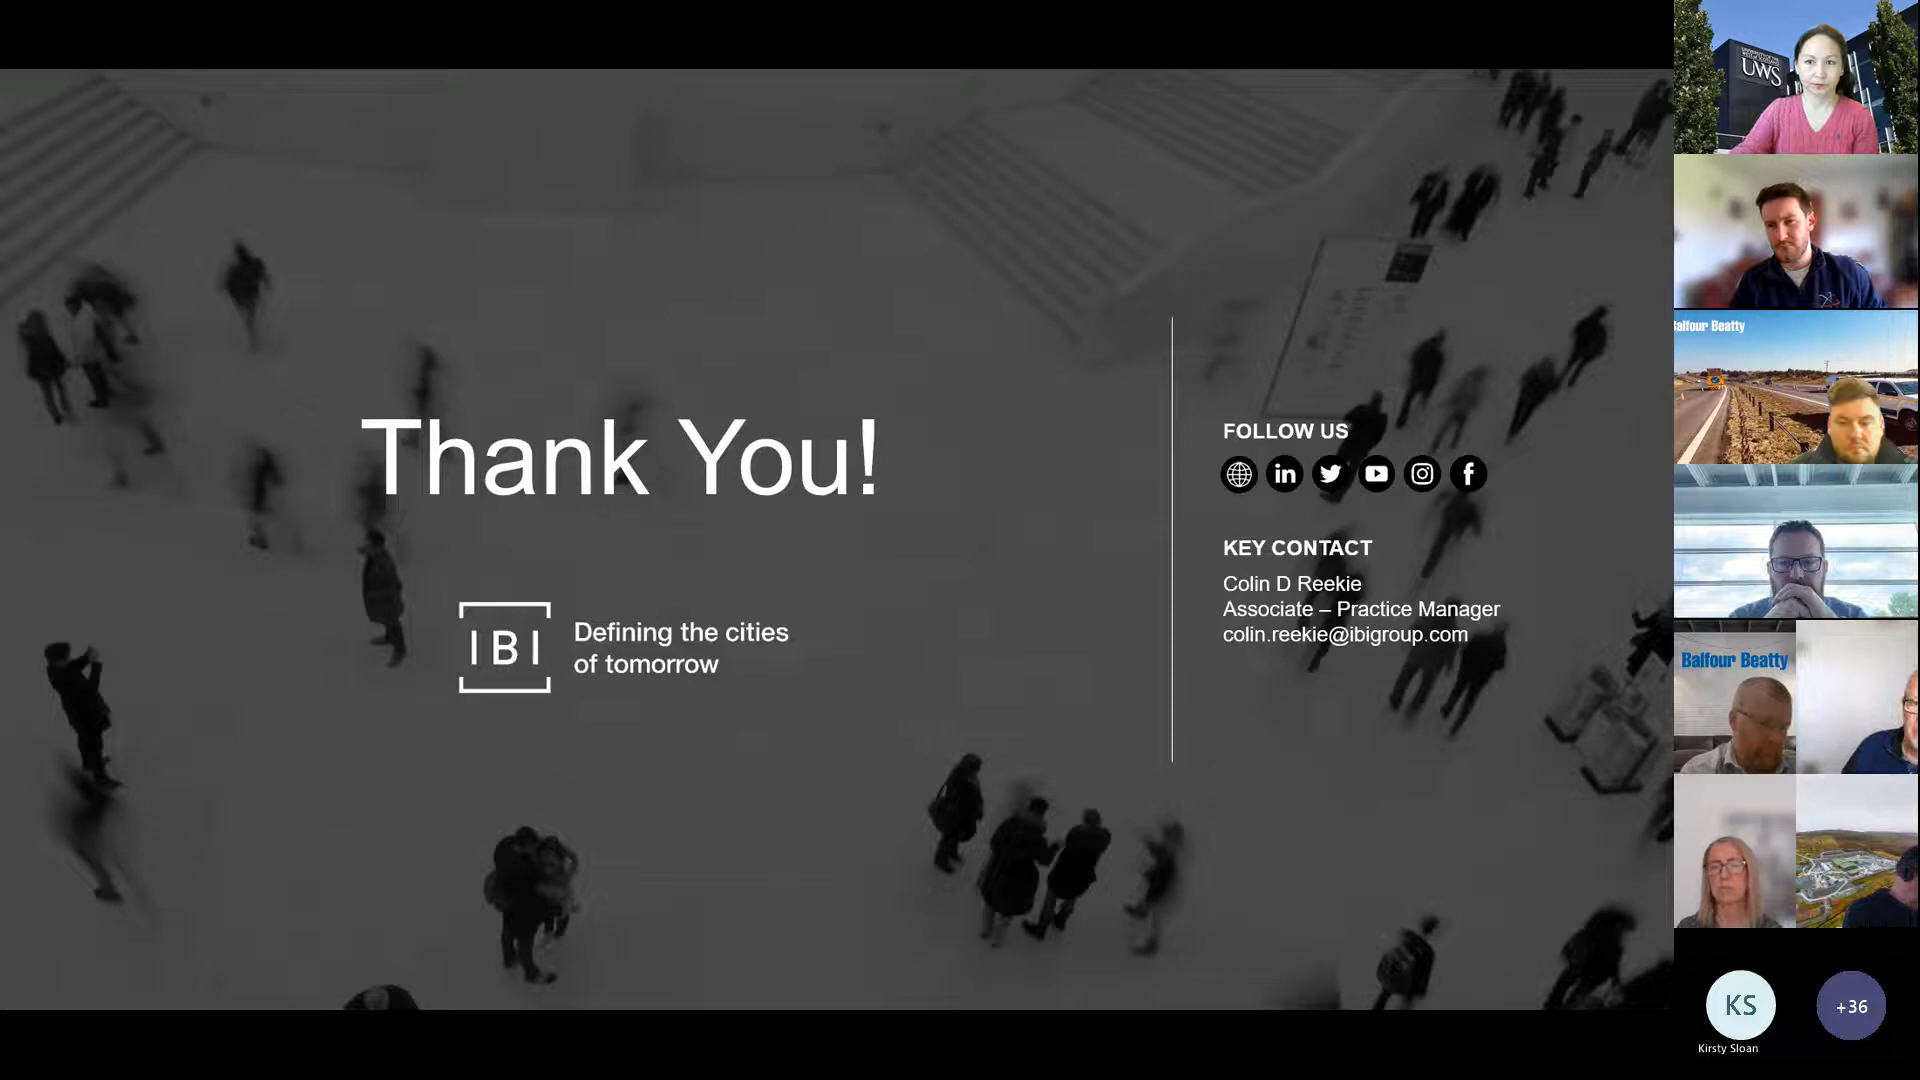 Thank You!
IBI
Defining the cities
of tomorrow
FOLLOW US
KEY CONTACT
Colin D Reekie
Associate – Practice Manager
colin.reekie@ibigroup.com
UWS
Balfour Beatty
Balfour Beatty
KS
+36
Kirsty Sloan